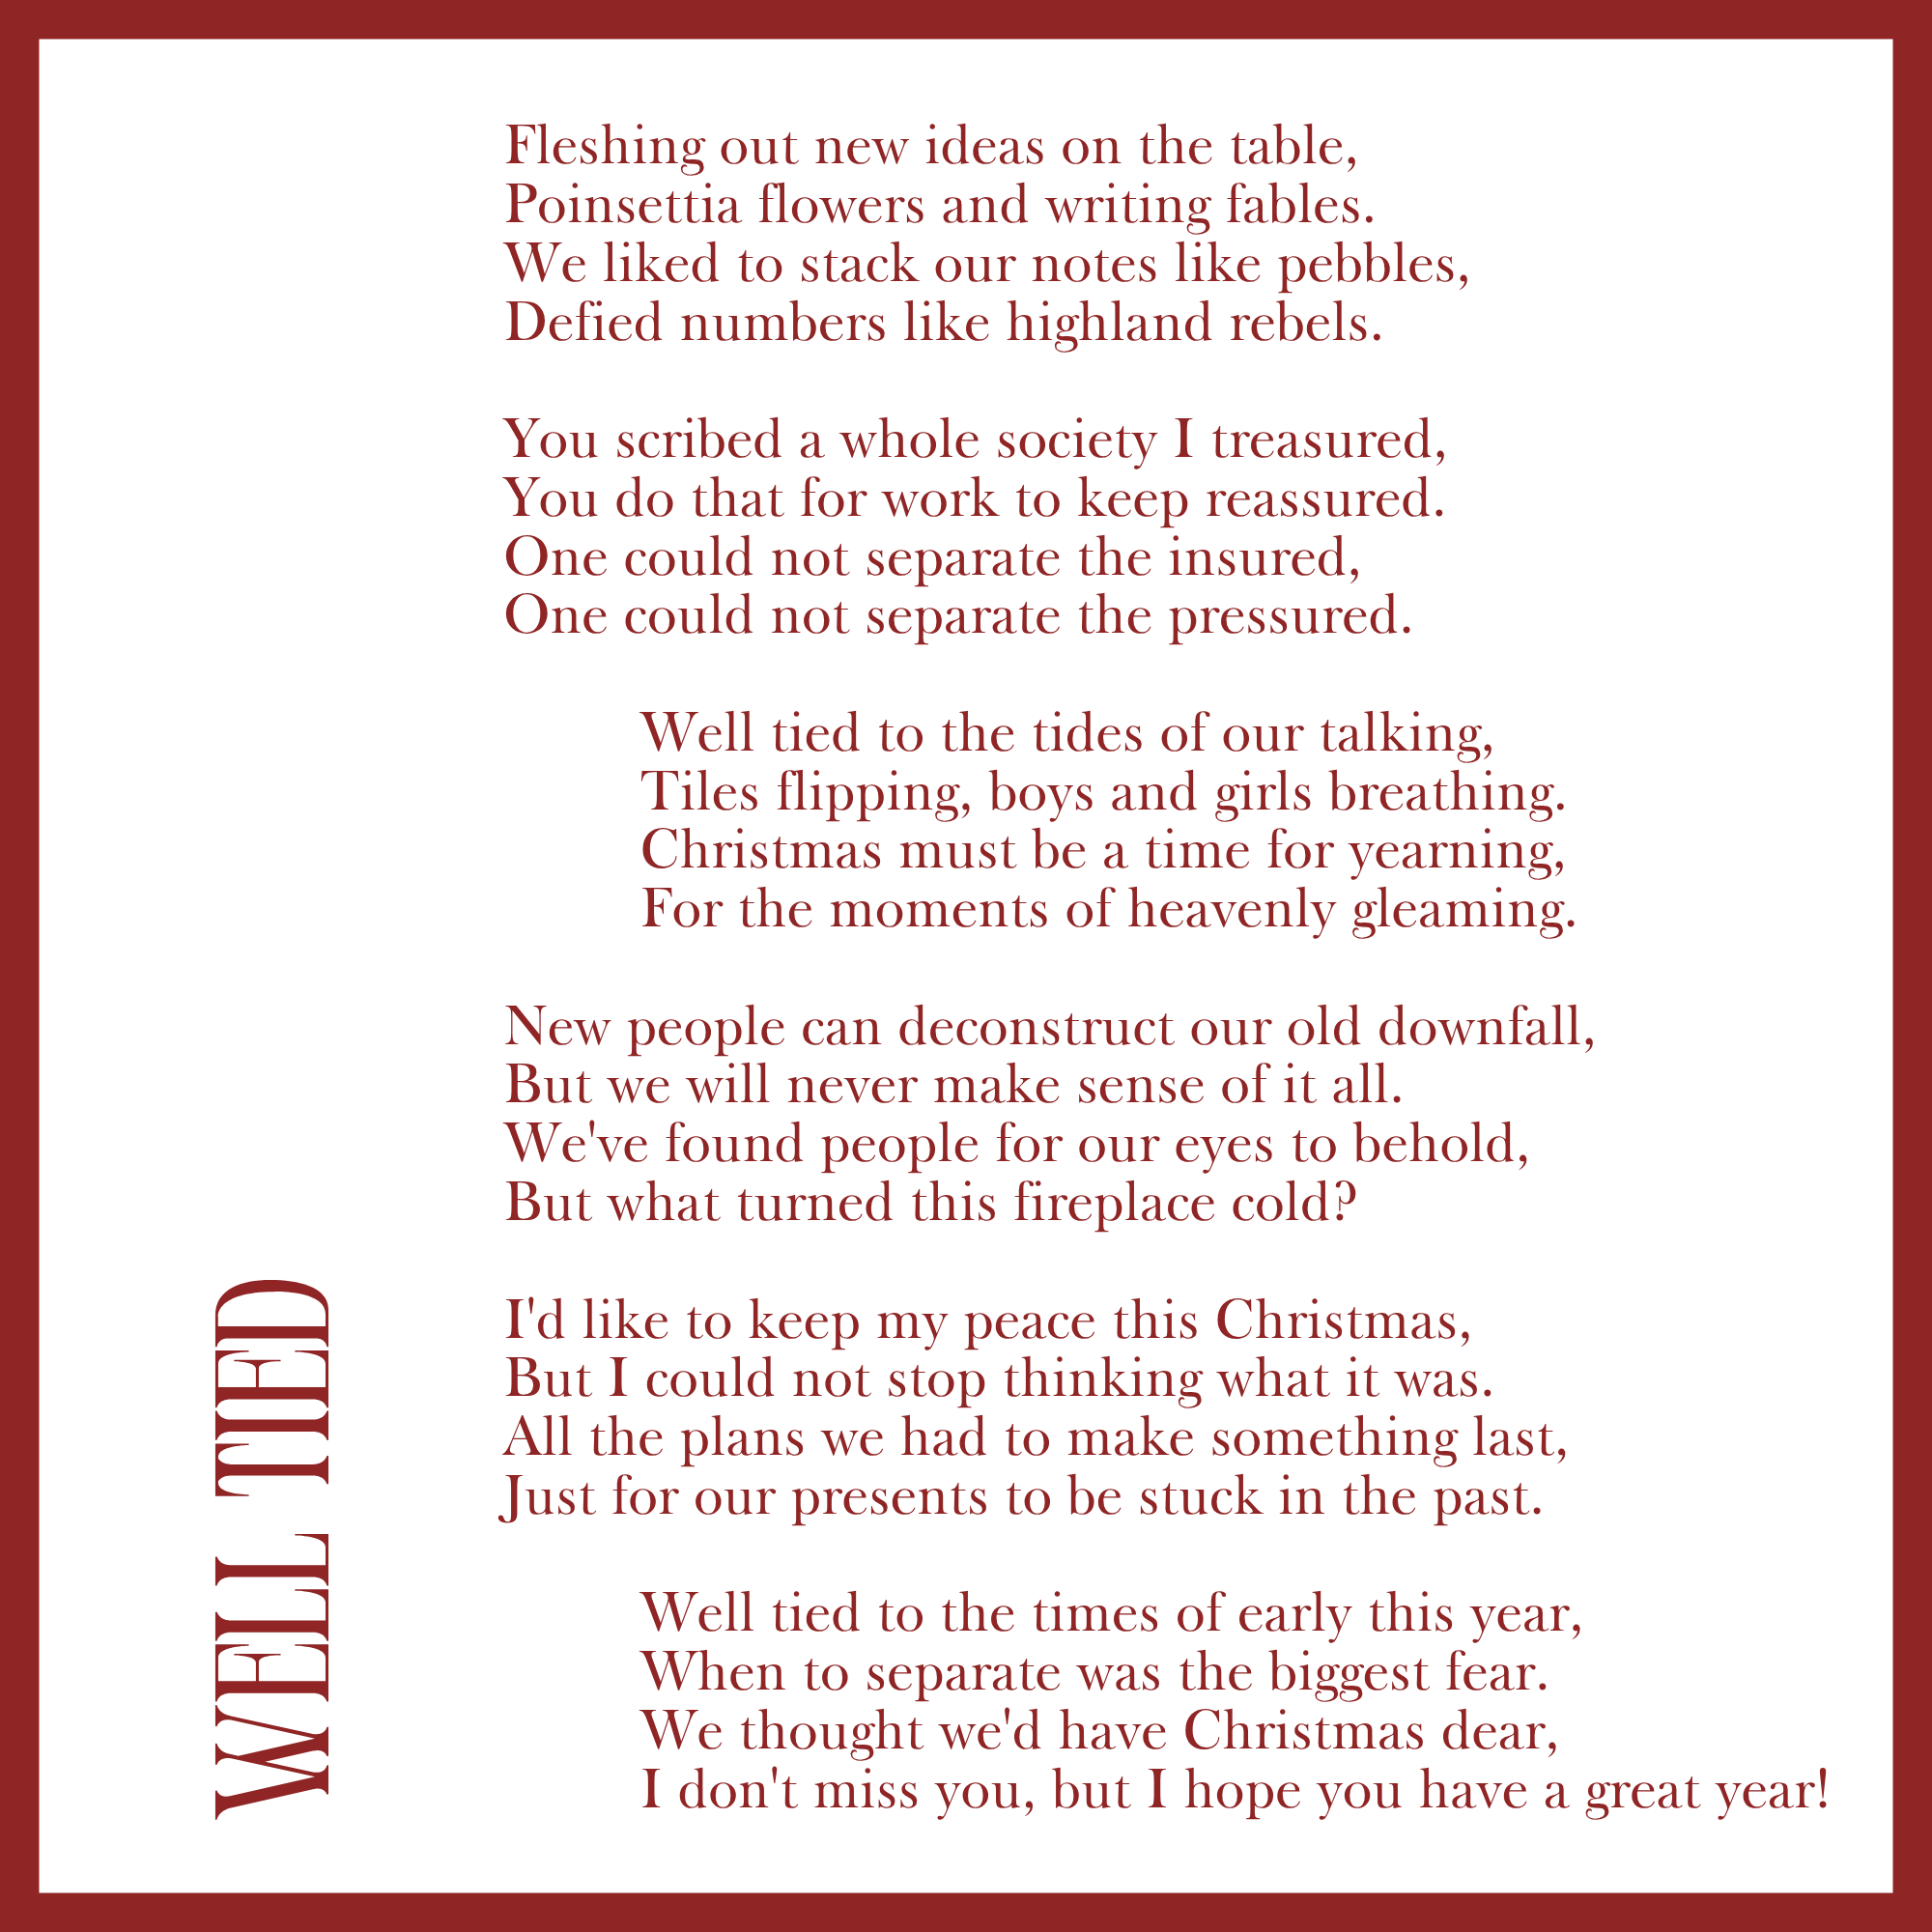 Fleshing out new ideas on the table,
Poinsettia flowers and writing fables.
We liked to stack our notes like pebbles,
Defied numbers like highland rebels.
You scribed a whole society I treasured,
You do that for work to keep reassured.
One could not separate the insured,
One could not separate the pressured.
Well tied to the tides of our talking,
Tiles flipping, boys and girls breathing.
Christmas must be a time for yearning,
For the moments of heavenly gleaming.
New people can deconstruct our old downfall,
But we will never make sense of it all.
We've found people for our eyes to behold,
But what turned this fireplace cold?
I'd like to keep my peace this Christmas,
But I could not stop thinking what it was.
All the plans we had to make something last,
Just for our presents to be stuck in the past.
Well tied to the times of early this year,
When to separate was the biggest fear.
We thought we'd have Christmas dear,
I don't miss you, but I hope you have a great year!
WELL TIED